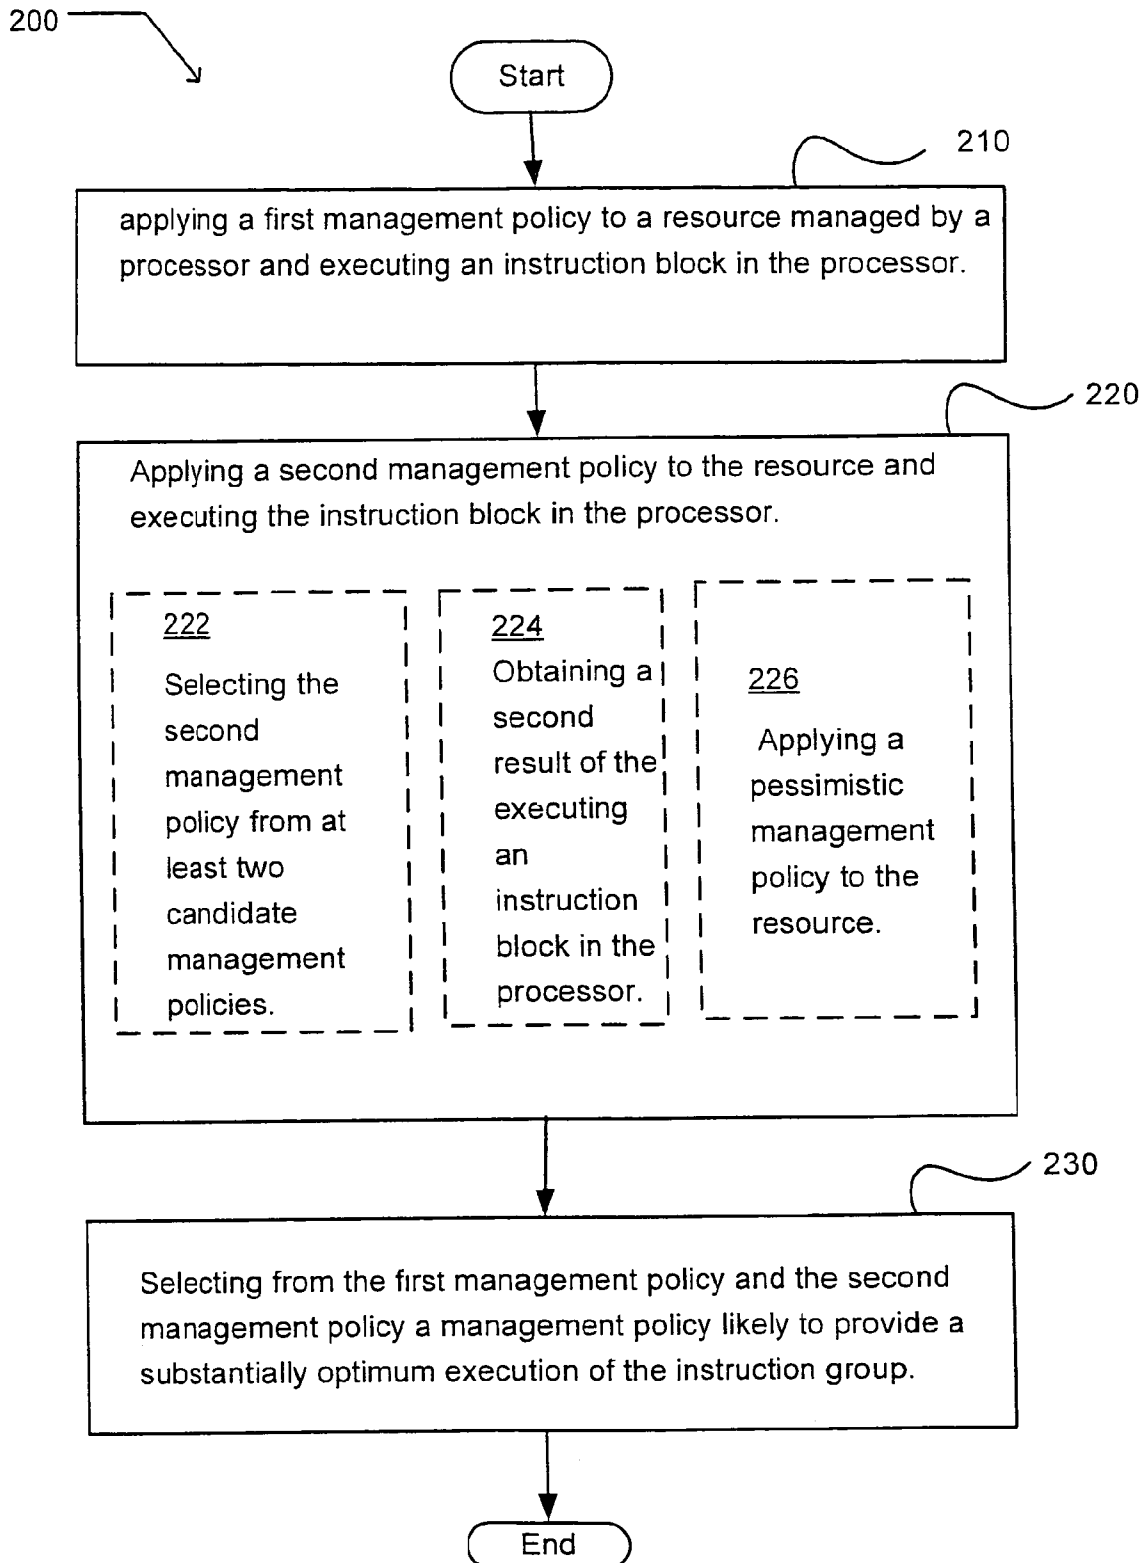 200
Start
210
applying a first management policy to a resource managed by a
processor and executing an instruction block in the processor.
220
Applying a second management policy to the resource and
executing the instruction block in the processor.
222
Selecting the
second
management
policy from at
least two
candidate
management
policies.
224
Obtaining a
second
result of the
executing
an
instruction
block in the
processor.
226
Applying a
pessimistic
management
policy to the
resource.
230
Selecting from the first management policy and the second
management policy a management policy likely to provide a
substantially optimum execution of the instruction group.
End